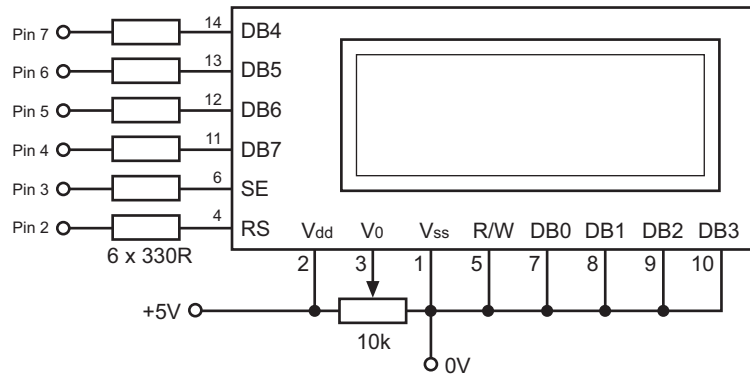 Pin 7 14 DB4
Pin 6 13 DB5
Pin 5 12 DB6
Pin 4 11 DB7
Pin 3 6 SE
Pin 2 4 RS
6 x 330R
Vdd V0 Vss R/W DB0 DB1 DB2 DB3
2 3 1 5 7 8 9 10
+5V
10k
0V